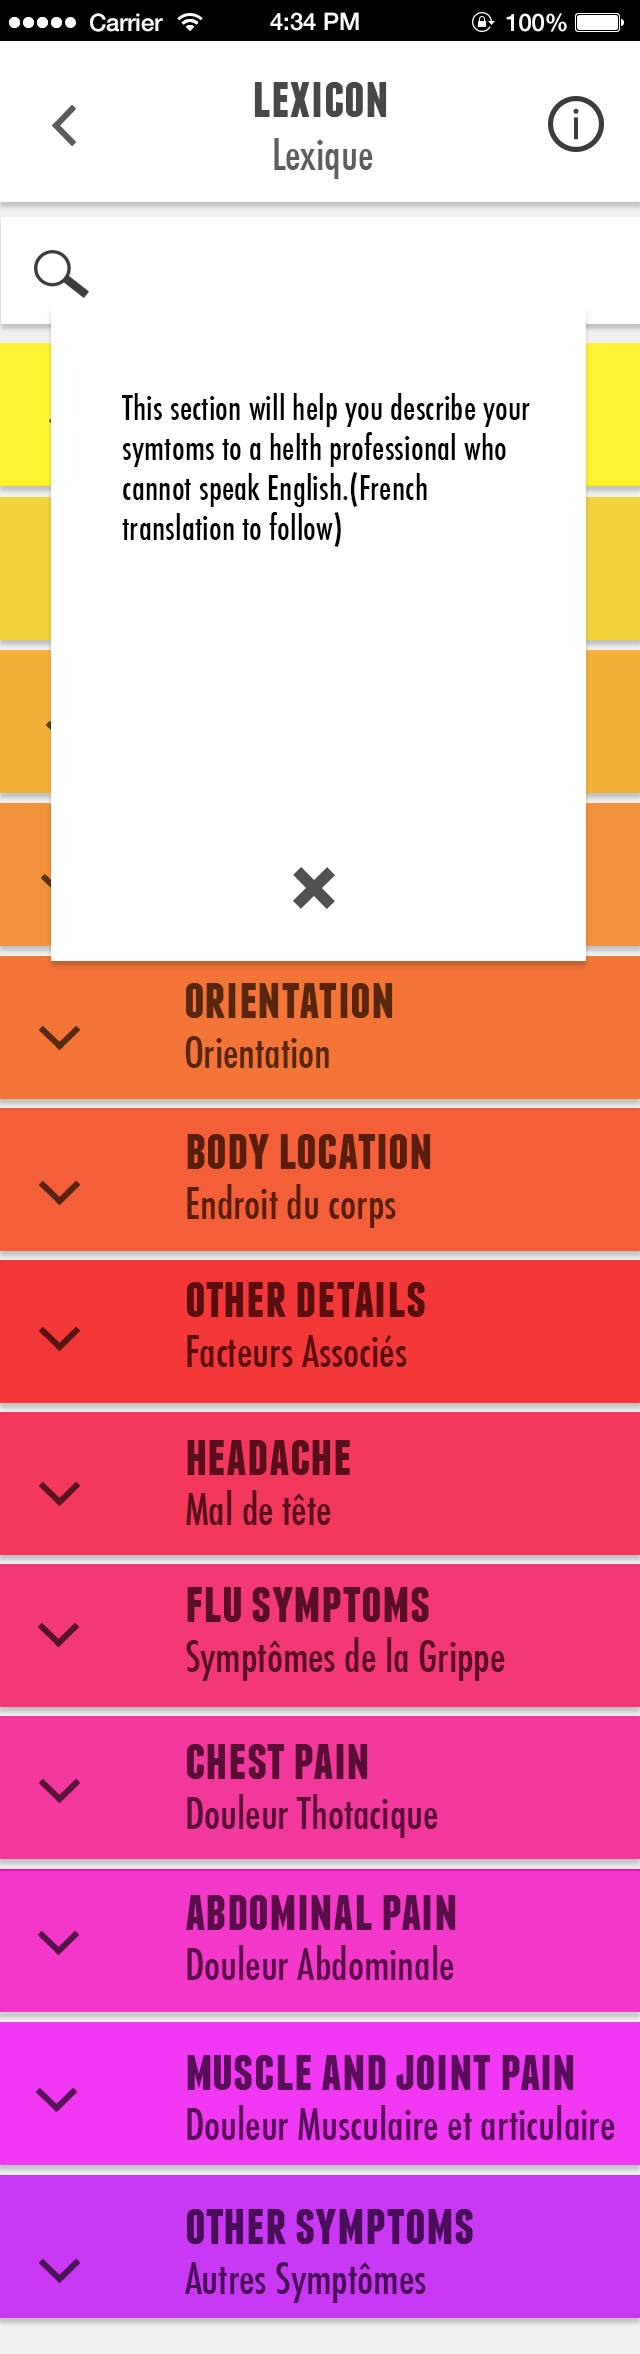 Carrier 4:34 PM 100%
LEXICON
Lexique
This section will help you describe your
symtoms to a helth professional who
cannot speak English.(French
translation to follow)
ORIENTATION
Orientation
BODY LOCATION
Endroit du corps
OTHER DETAILS
Facteurs Associés
HEADACHE
Mal de tête
FLU SYMPTOMS
Symptômes de la Grippe
CHEST PAIN
Douleur Thotacique
ABDOMINAL PAIN
Douleur Abdominale
MUSCLE AND JOINT PAIN
Douleur Musculaire et articulaire
OTHER SYMPTOMS
Autres Symptômes